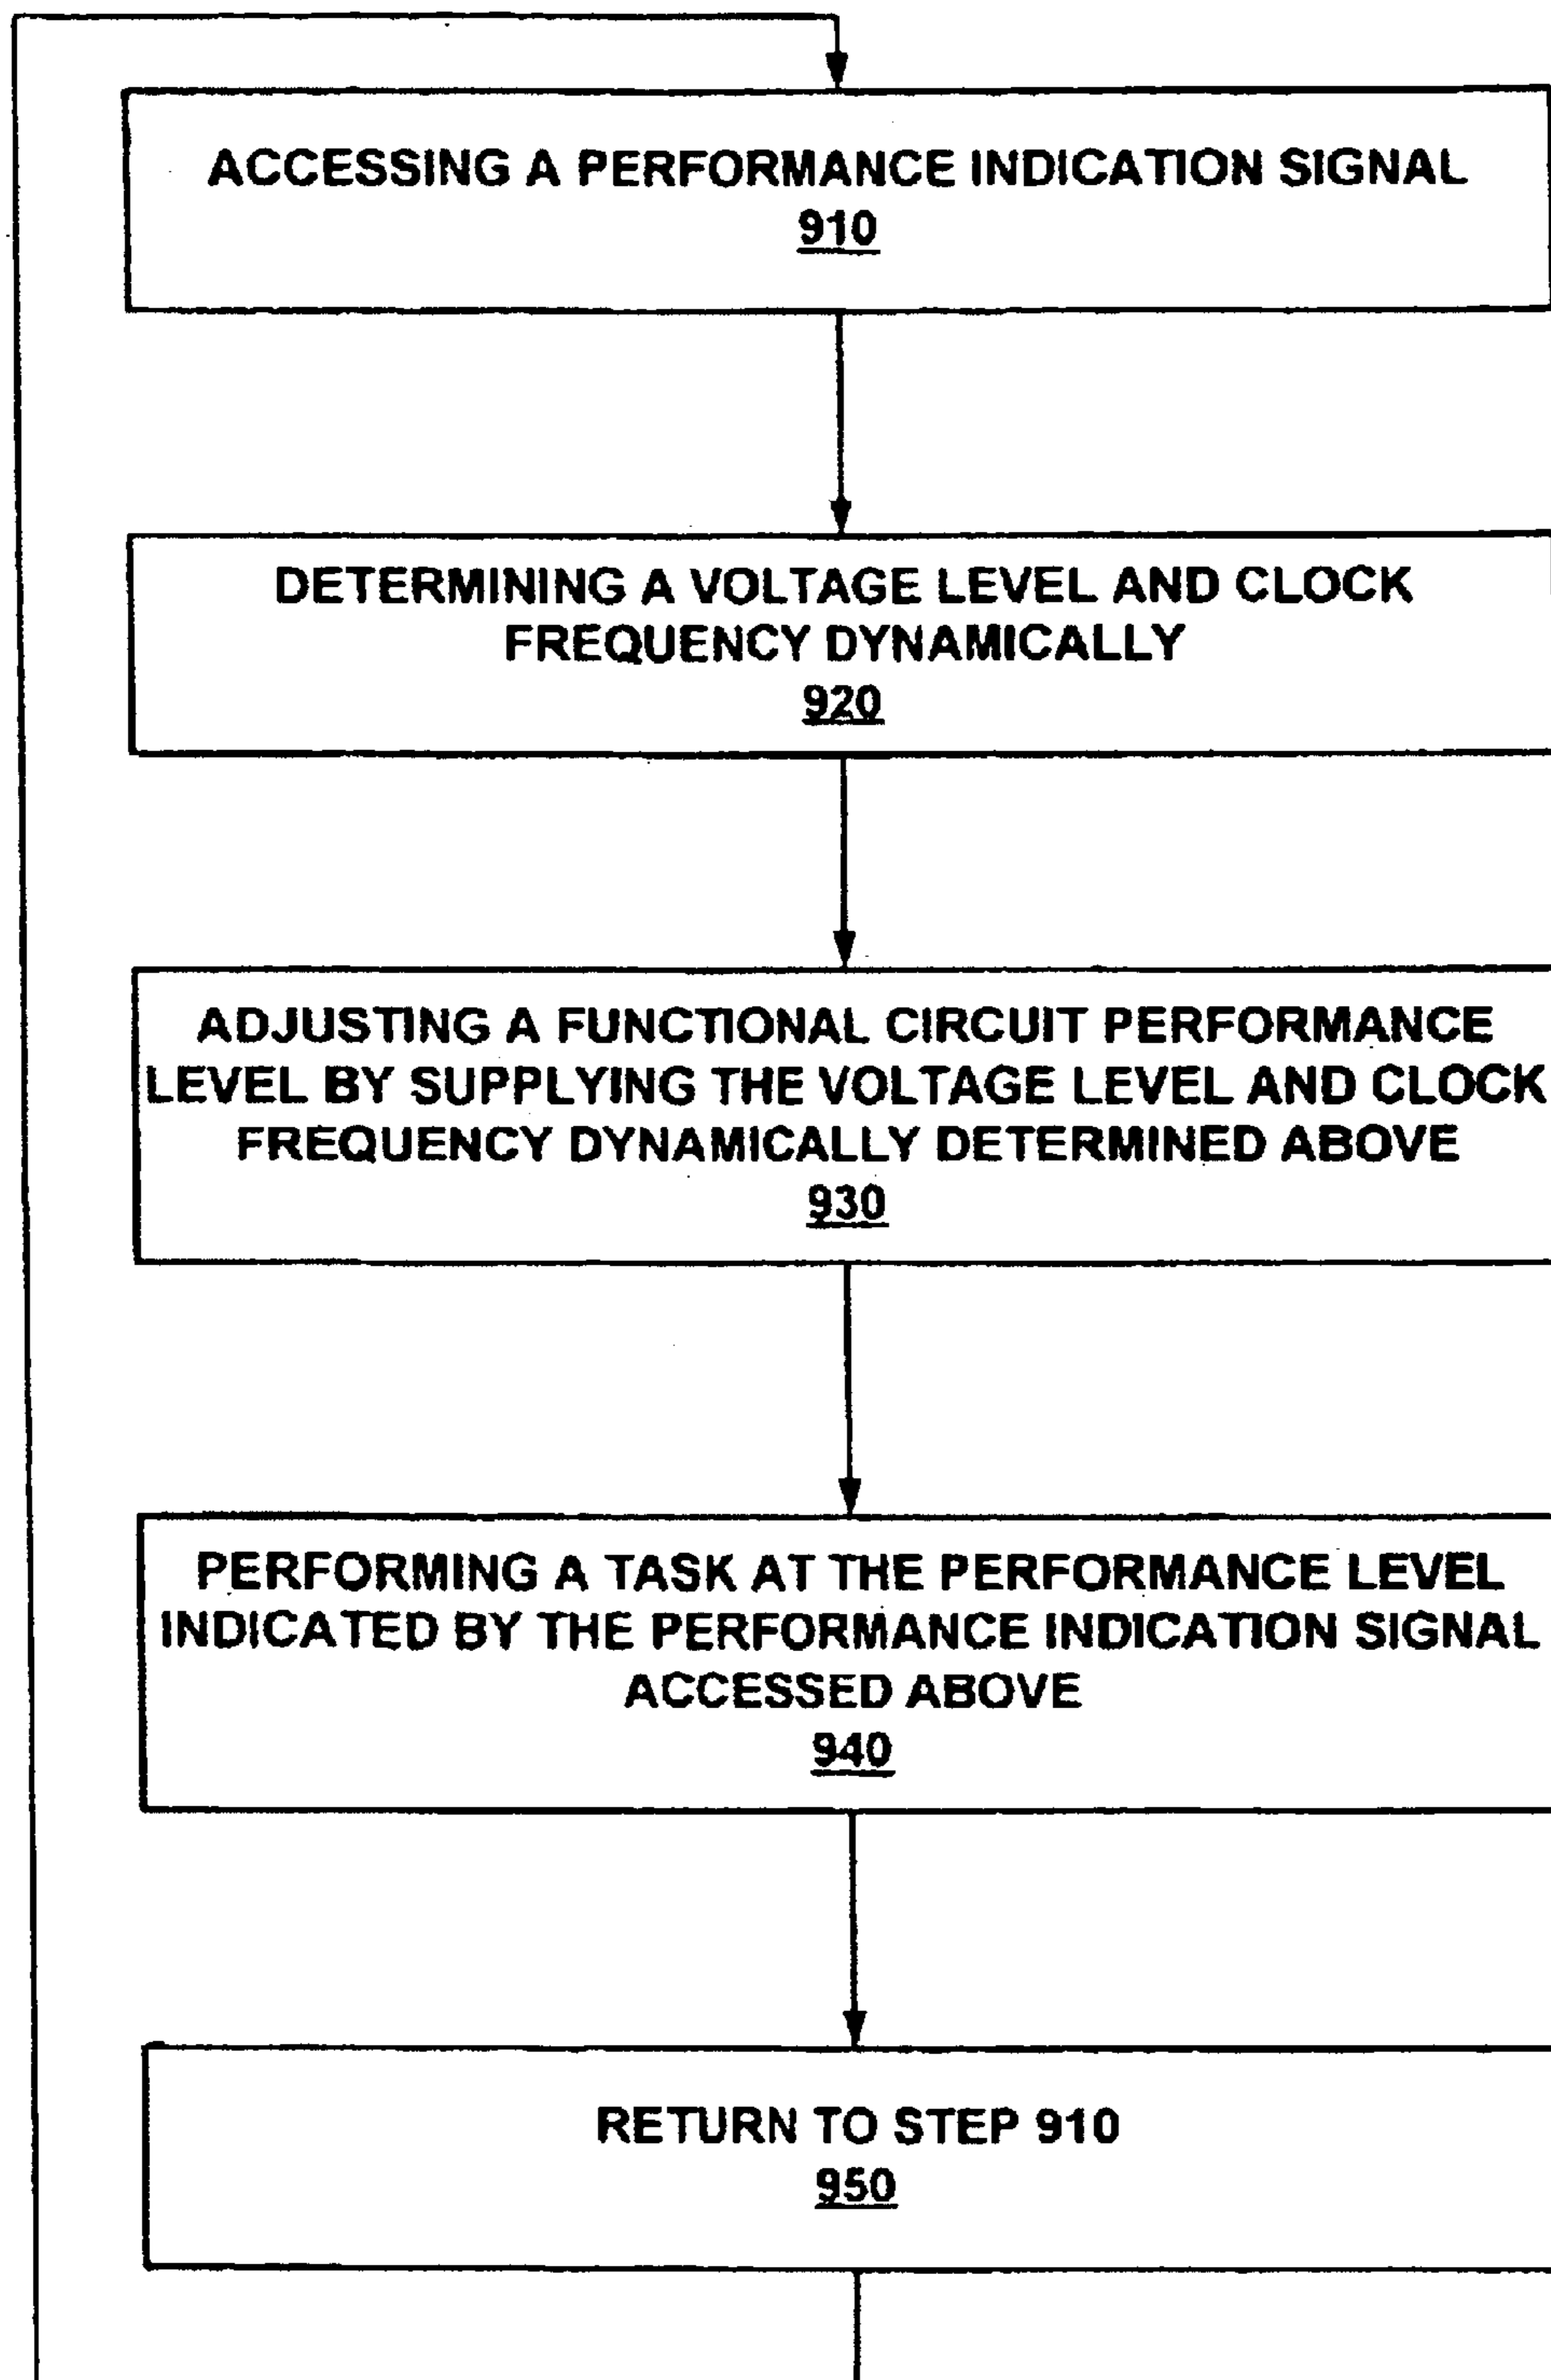 ACCESSING A PERFORMANCE INDICATION SIGNAL
910
DETERMINING A VOLTAGE LEVEL AND CLOCK
FREQUENCY DYNAMICALLY
920
ADJUSTING A FUNCTIONAL CIRCUIT PERFORMANCE
LEVEL BY SUPPLYING THE VOLTAGE LEVEL AND CLOCK
FREQUENCY DYNAMICALLY DETERMINED ABOVE
930
PERFORMING A TASK AT THE PERFORMANCE LEVEL
INDICATED BY THE PERFORMANCE INDICATION SIGNAL
ACCESSED ABOVE
940
RETURN TO STEP 910
950